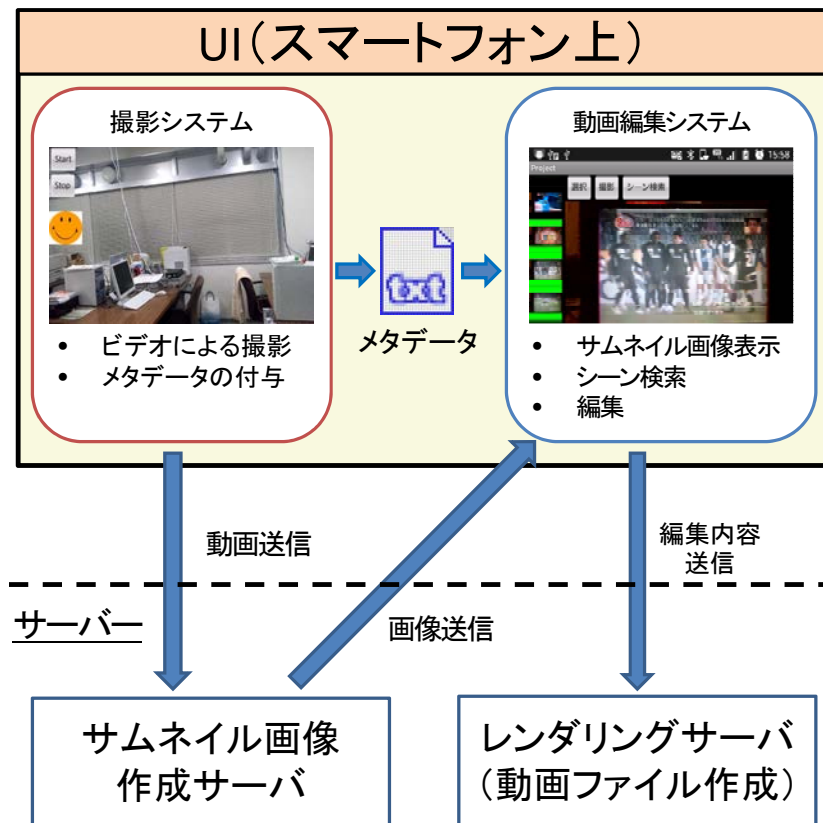 UI(スマートフォン上)
撮影システム
Start
Stop
• ビデオによる撮影
• メタデータの付与
txt
メタデータ
動画編集システム
15:58
Project
選択 撮影 シーン検索
• サムネイル画像表示
• シーン検索
• 編集
動画送信
編集内容
送信
サーバー
画像送信
サムネイル画像
作成サーバ
レンダリングサーバ
(動画ファイル作成)